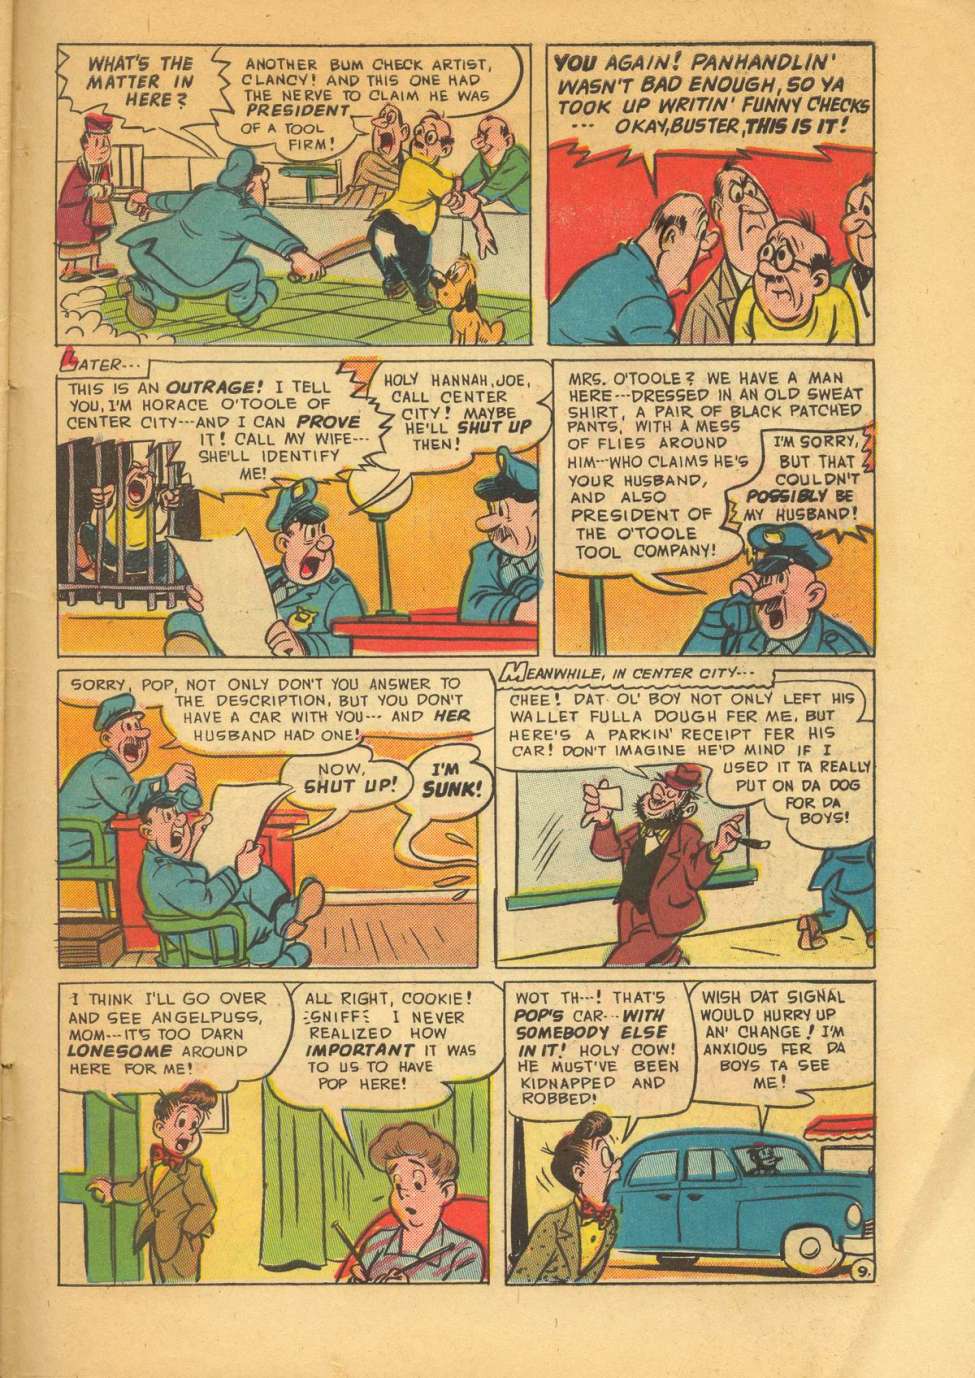 WHAT'S THE
MATTER IN
HERE?
ANOTHER BUM CHECK ARTIST,
CLANCY! AND THIS ONE HAD
THE NERVE TO CLAIM HE WAS
PRESIDENT
OF A TOOL
FIRM!
YOU AGAIN! PANHANDLIN'
WASN'T BAD ENOUGH, SO YA
TOOK UP WRITIN' FUNNY CHECKS
--- OKAY, BUSTER, THIS IS IT!
LATER---
THIS IS AN OUTRAGE! I TELL
YOU, I'M HORACE O'TOOLE OF
CENTER CITY---AND I CAN PROVE
IT! CALL MY WIFE---
SHE'LL IDENTIFY
ME!
HOLY HANNAH, JOE,
CALL CENTER
CITY! MAYBE
HE'LL SHUT UP
THEN!
MRS. O'TOOLE? WE HAVE A MAN
HERE---DRESSED IN AN OLD SWEAT
SHIRT, A PAIR OF BLACK PATCHED
PANTS, WITH A MESS
OF FLIES AROUND
HIM--WHO CLAIMS HE'S
YOUR HUSBAND,
AND ALSO
PRESIDENT OF
THE O'TOOLE
TOOL COMPANY!
I'M SORRY,
BUT THAT
COULDN'T
POSSIBLY BE
MY HUSBAND!
SORRY, POP, NOT ONLY DON'T YOU ANSWER TO
THE DESCRIPTION, BUT YOU DON'T
HAVE A CAR WITH YOU--- AND HER
HUSBAND HAD ONE!
NOW,
SHUT UP!
I'M
SUNK!
MEANWHILE, IN CENTER CITY---
CHEE! DAT OL' BOY NOT ONLY LEFT HIS
WALLET FULLA DOUGH FER ME, BUT
HERE'S A PARKIN' RECEIPT FER HIS
CAR! DON'T IMAGINE HE'D MIND IF I
USED IT TA REALLY
PUT ON DA DOG
FOR DA
BOYS!
I THINK I'LL GO OVER
AND SEE ANGELPUSS,
MOM---IT'S TOO DARN
LONESOME AROUND
HERE FOR ME!
ALL RIGHT, COOKIE!
SNIFF I NEVER
REALIZED HOW
IMPORTANT IT WAS
TO US TO HAVE
POP HERE!
WOT TH---! THAT'S
POP'S CAR---WITH
SOMEBODY ELSE
IN IT! HOLY COW!
HE MUST'VE BEEN
KIDNAPPED AND
ROBBED!
WISH DAT SIGNAL
WOULD HURRY UP
AN' CHANGE! I'M
ANXIOUS FER DA
BOYS TA SEE
ME!
9.